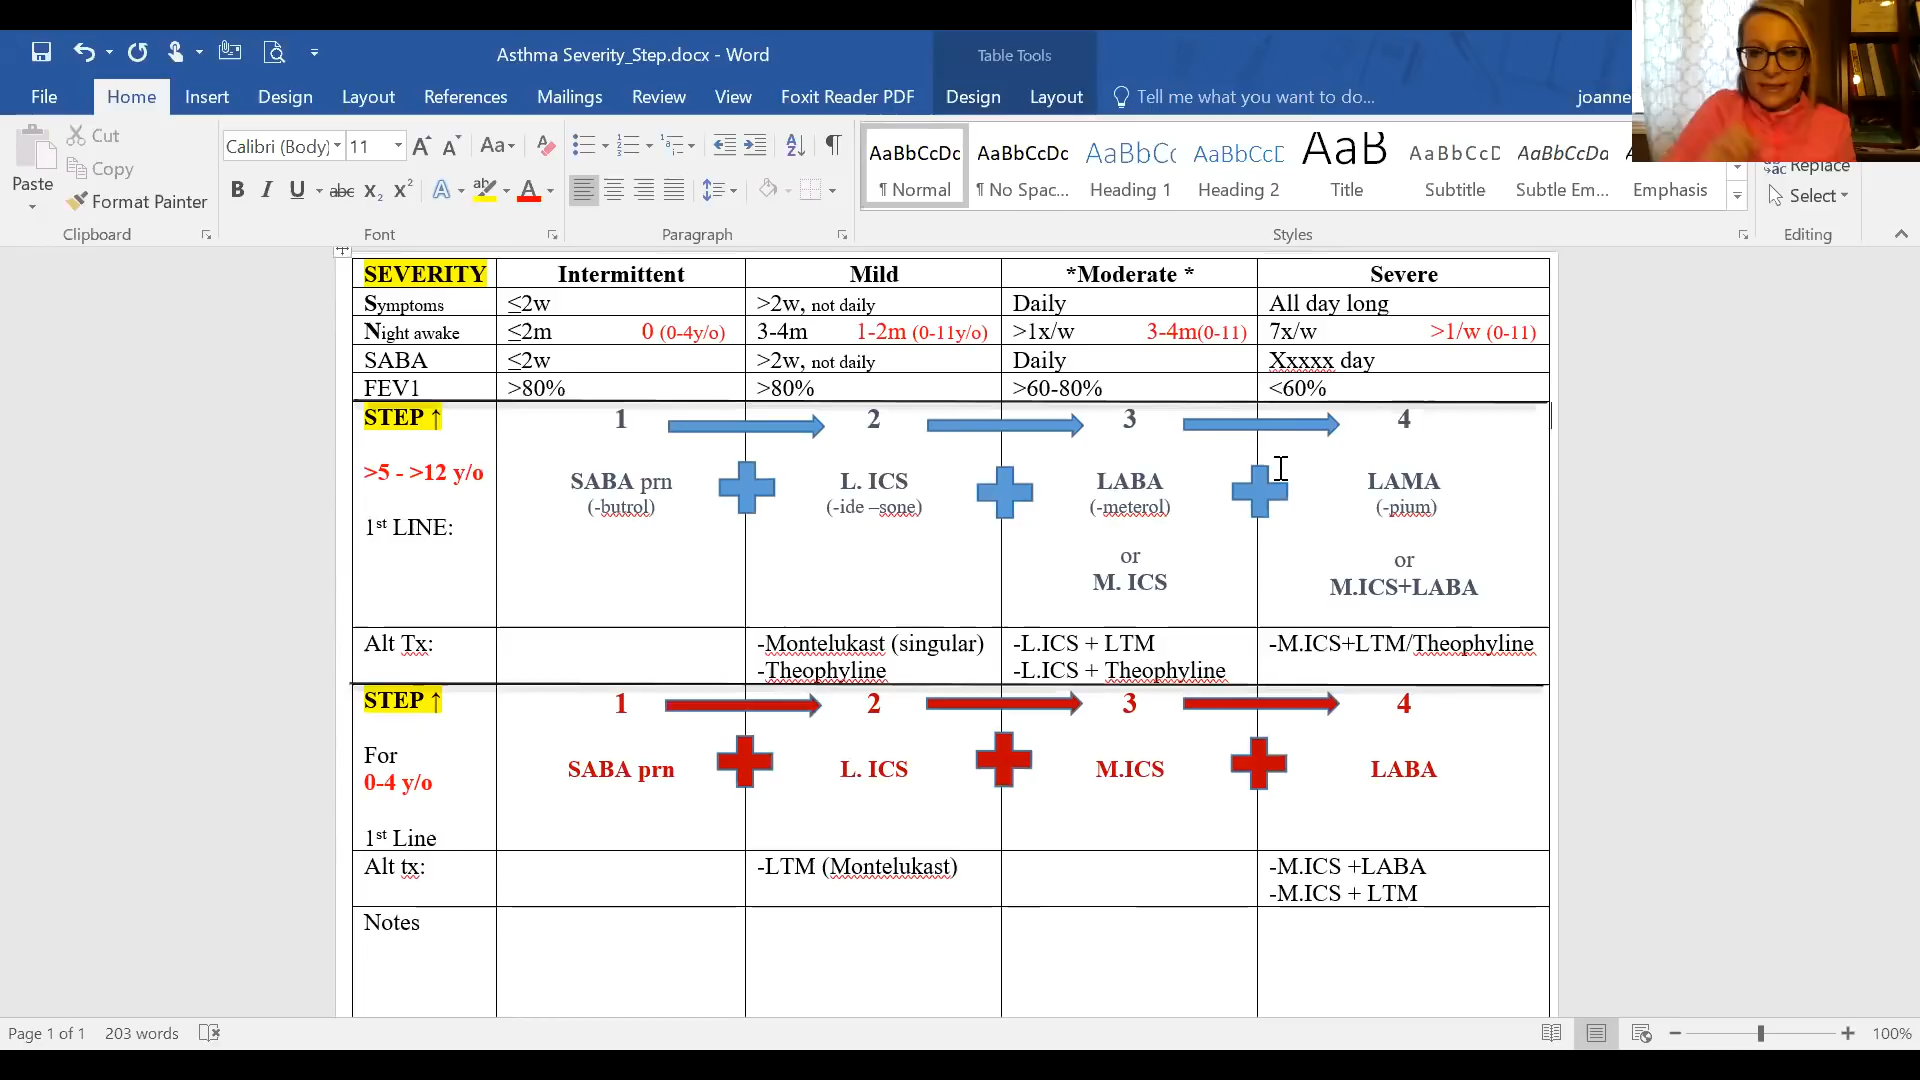 Asthma Severity_Step.docx - Word
Table Tools
File Home Insert Design Layout References Mailings Review View Foxit Reader PDF Design Layout Tell me what you want to do... joanne
Paste
Cut
Copy
Format Painter
Clipboard
Calibri (Body) 11
Font
Paragraph
AaBbCcDc AaBbCcDc AaBbCc AaBbCcC AaB AaBbCcC AaBbCcDa AaBbCcDa
¶ Normal ¶ No Spac... Heading 1 Heading 2 Title Subtitle Subtle Em... Emphasis
Styles
Replace
Select
Editing
SEVERITY Intermittent Mild *Moderate * Severe
Symptoms ≤2w >2w, not daily Daily All day long
Night awake ≤2m 0 (0-4y/o) 3-4m 1-2m (0-11y/o) >1x/w 3-4m(0-11) 7x/w >1/w (0-11)
SABA ≤2w >2w, not daily Daily Xxxxx day
FEV1 >80% >80% >60-80% <60%
STEP ↑ 1 2 3 4
>5 - >12 y/o SABA prn L. ICS LABA LAMA
(-butrol) (-ide –sone) (-meterol) (-pium)
1st LINE:
or or
M. ICS M.ICS+LABA
Alt Tx: -Montelukast (singular) -L.ICS + LTM -M.ICS+LTM/Theophyline
-Theophyline -L.ICS + Theophyline
STEP ↑ 1 2 3 4
For SABA prn L. ICS M.ICS LABA
0-4 y/o
1st Line
Alt tx: -LTM (Montelukast) -M.ICS +LABA
-M.ICS + LTM
Notes
Page 1 of 1 203 words 100%